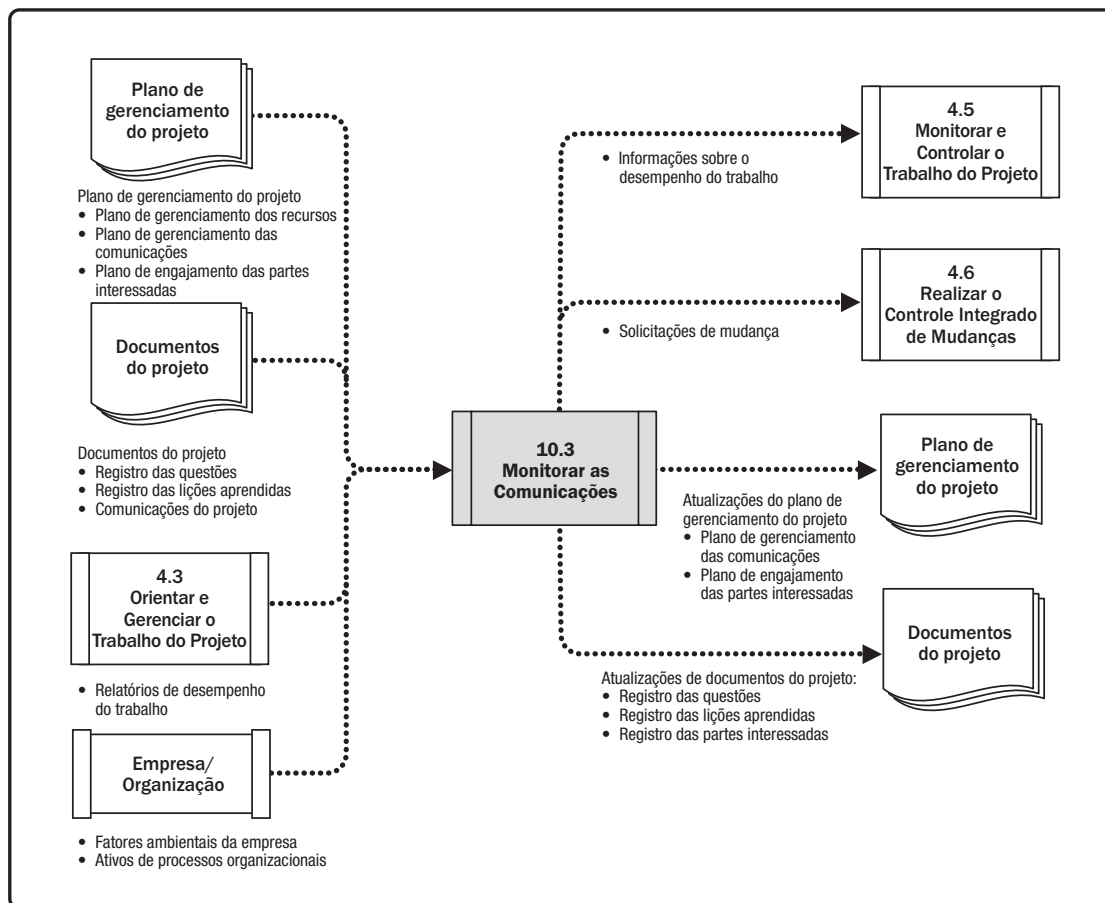 Plano de
gerenciamento
do projeto
Plano de gerenciamento do projeto
• Plano de gerenciamento dos recursos
• Plano de gerenciamento das
comunicações
• Plano de engajamento das partes
interessadas
Documentos
do projeto
Documentos do projeto
• Registro das questões
• Registro das lições aprendidas
• Comunicações do projeto
4.3
Orientar e
Gerenciar o
Trabalho do Projeto
• Relatórios de desempenho
do trabalho
Empresa/
Organização
• Fatores ambientais da empresa
• Ativos de processos organizacionais
10.3
Monitorar as
Comunicações
• Informações sobre o
desempenho do trabalho
4.5
Monitorar e
Controlar o
Trabalho do Projeto
• Solicitações de mudança
4.6
Realizar o
Controle Integrado
de Mudanças
Atualizações do plano de
gerenciamento do projeto
• Plano de gerenciamento
das comunicações
• Plano de engajamento
das partes interessadas
Plano de
gerenciamento
do projeto
Atualizações de documentos do projeto:
• Registro das questões
• Registro das lições aprendidas
• Registro das partes interessadas
Documentos
do projeto